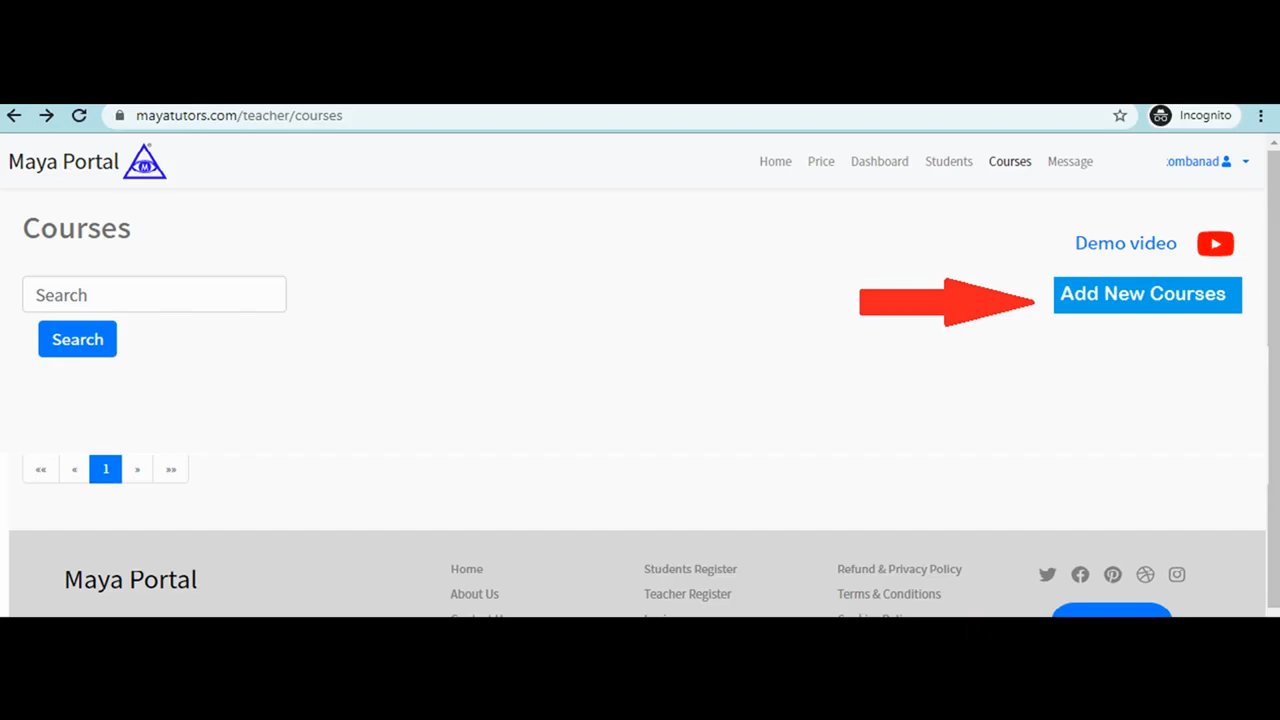 mayatutors.com/teacher/courses
Incognito
Maya Portal
M
Home Price Dashboard Students Courses Message
ombanad
Courses
Demo video
Search
Add New Courses
Search
«« « 1 » »»
Maya Portal
Home Students Register Refund & Privacy Policy
About Us Teacher Register Terms & Conditions